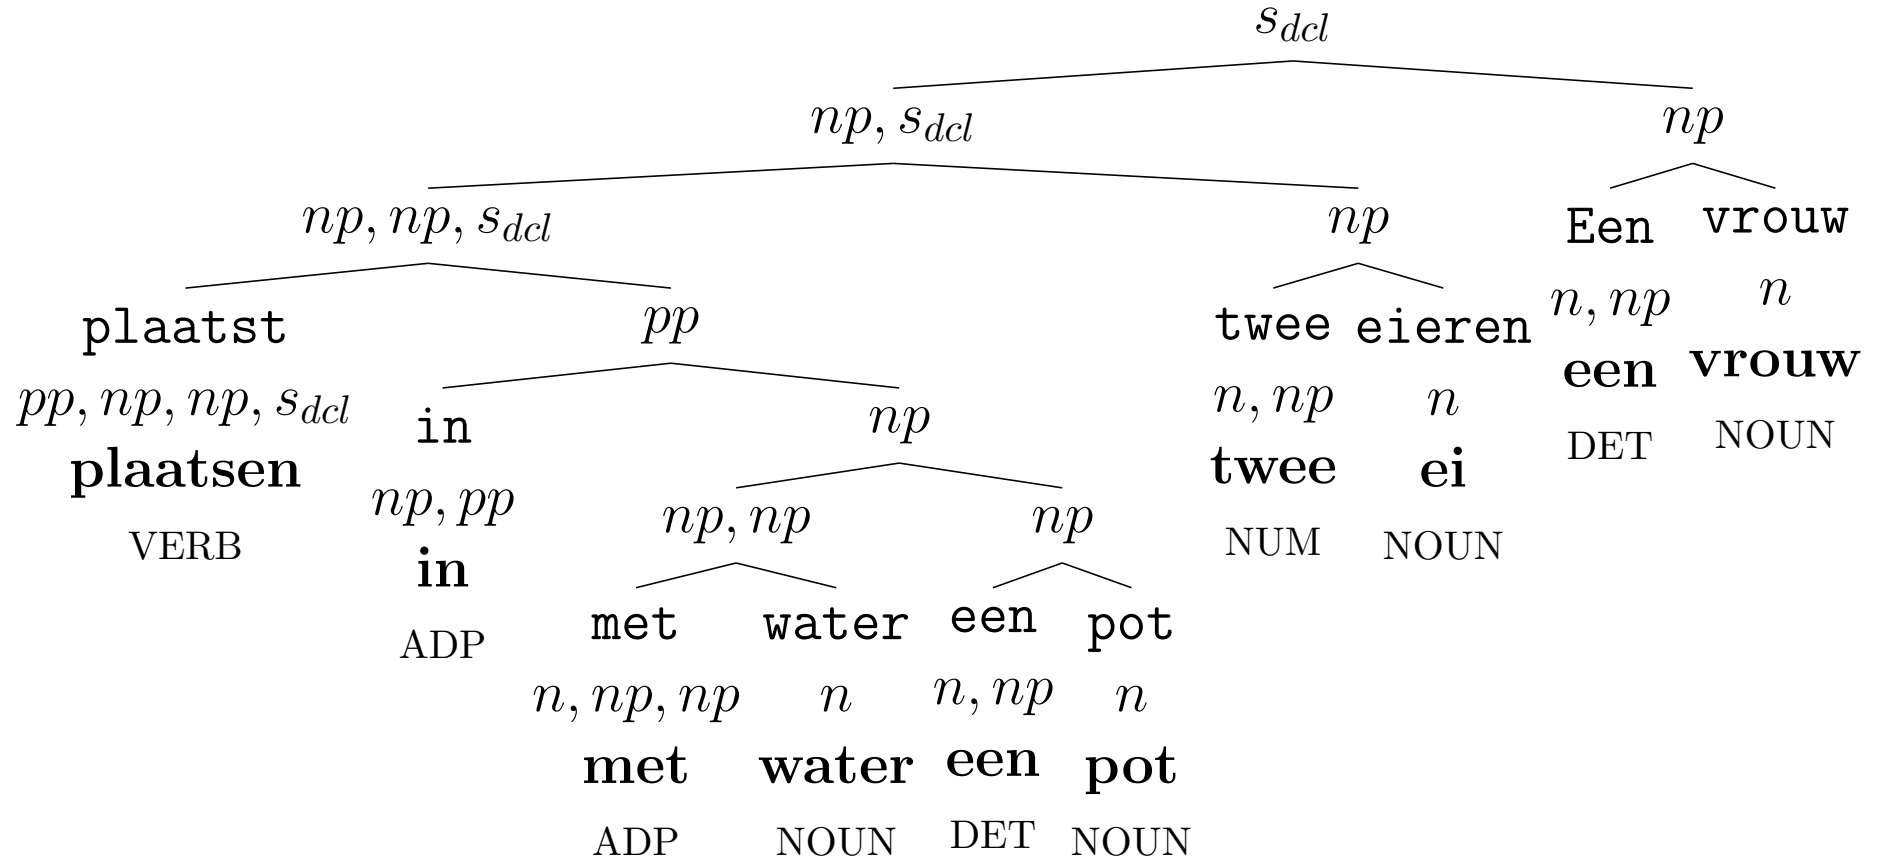 s_dcl
np, s_dcl np
np, np, s_dcl np Een vrouw
n, np n
een vrouw
DET NOUN
plaatst pp twee eieren
pp, np, np, s_dcl n, np n
plaatsen twee ei
VERB NUM NOUN
in np
np, pp
in
ADP
np, np np
met water een pot
n, np, np n n, np n
met water een pot
ADP NOUN DET NOUN